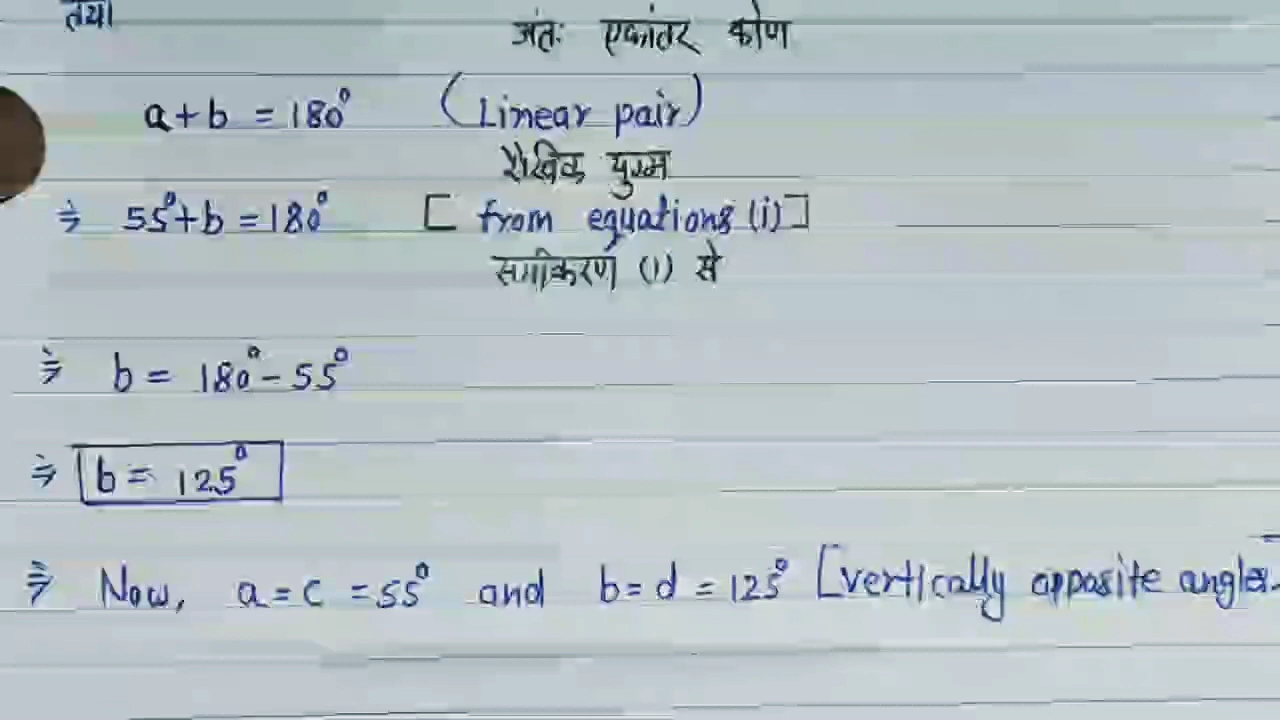 तथा
अंतः एकांतर कोण
a+b = 180° (Linear pair)
रैखिक युग्म
⇒ 55°+b = 180° [ from equations (i)]
समीकरण (1) से
⇒ b = 180° - 55°
⇒ b = 125°
⇒ Now, a = c = 55° and b = d = 125° [vertically opposite angles